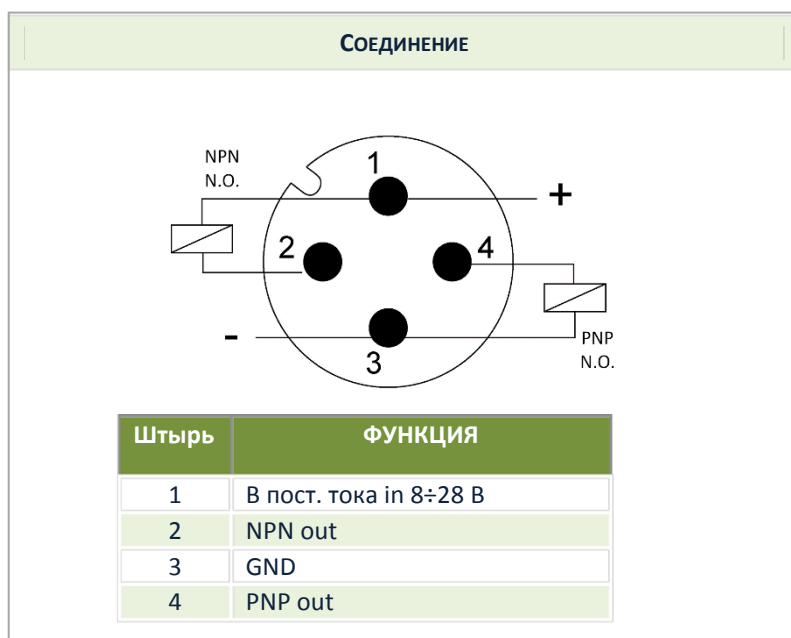 СОЕДИНЕНИЕ
NPN
N.O.
1
+
2
4
-
3
PNP
N.O.
Штырь ФУНКЦИЯ
1 В пост. тока in 8÷28 В
2 NPN out
3 GND
4 PNP out